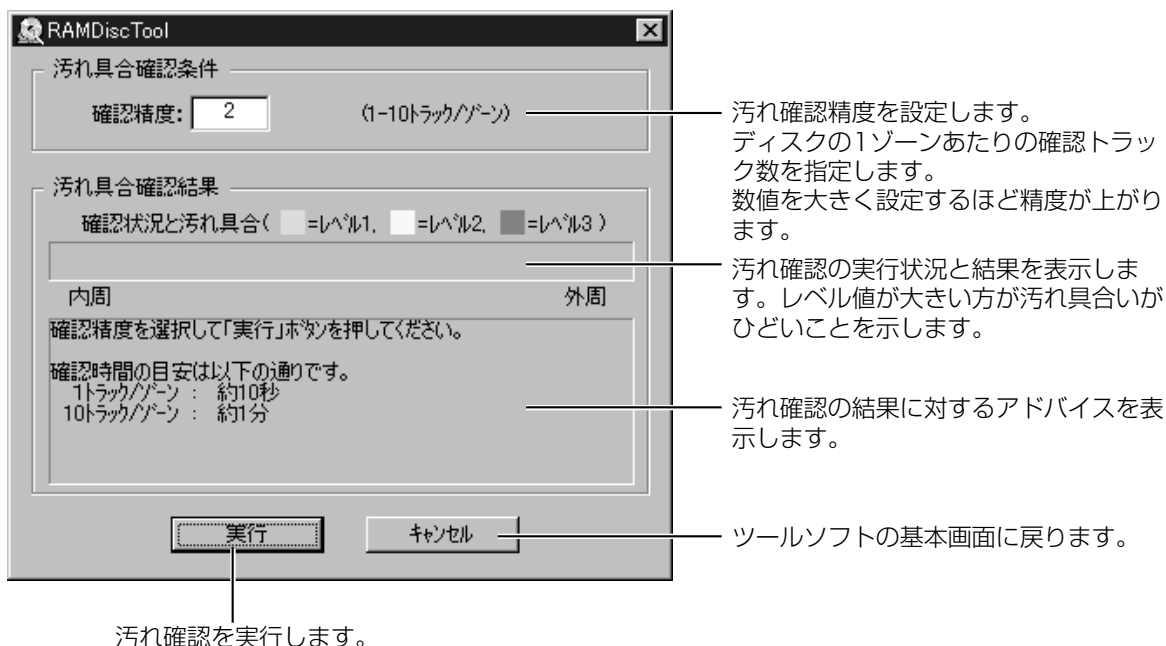 RAMDiscTool
汚れ具合確認条件
確認精度: 2 (1-10トラック/ゾーン)
汚れ確認精度を設定します。
ディスクの1ゾーンあたりの確認トラッ
ク数を指定します。
数値を大きく設定するほど精度が上がり
ます。
汚れ具合確認結果
確認状況と汚れ具合( =レベル1, =レベル2, =レベル3 )
汚れ確認の実行状況と結果を表示しま
す。レベル値が大きい方が汚れ具合いが
ひどいことを示します。
内周 外周
確認精度を選択して「実行」ボタンを押してください。
確認時間の目安は以下の通りです。
1トラック/ゾーン : 約10秒
10トラック/ゾーン : 約1分
汚れ確認の結果に対するアドバイスを表
示します。
実行 キャンセル
ツールソフトの基本画面に戻ります。
汚れ確認を実行します。